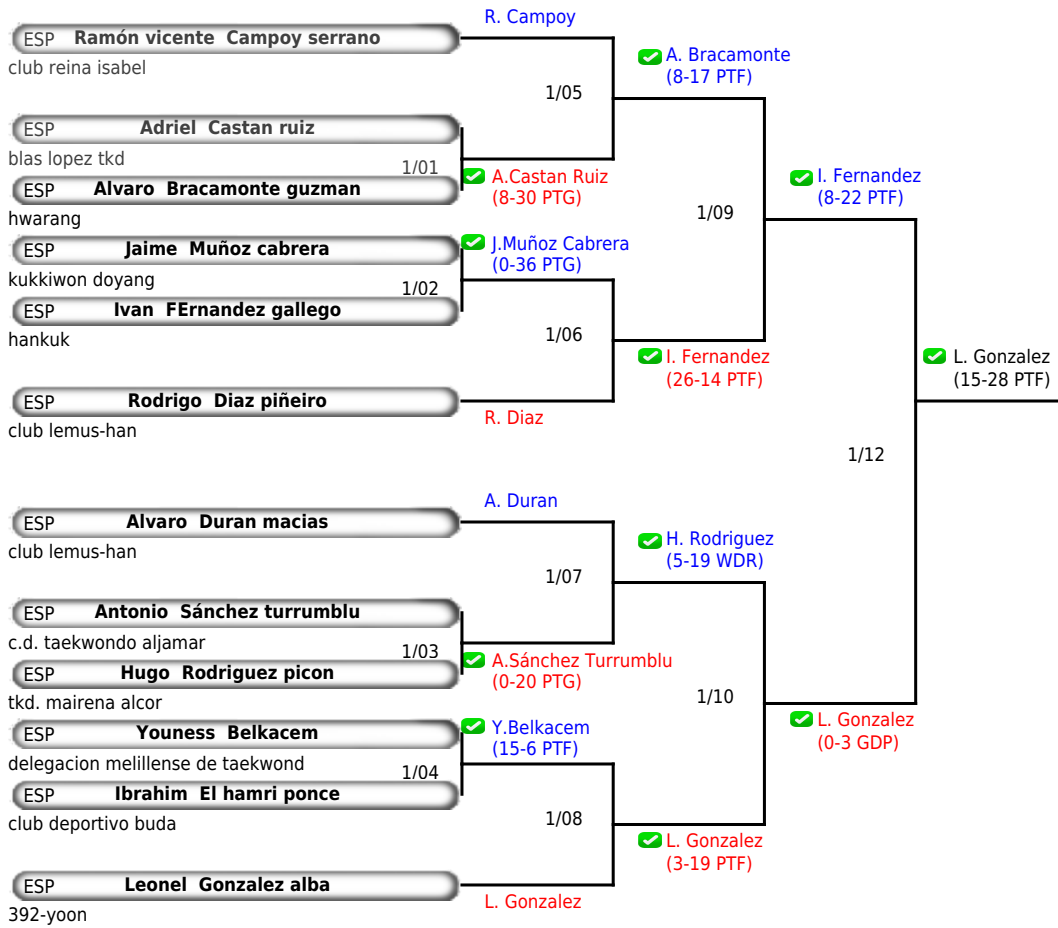 R. Campoy
ESP Ramón vicente Campoy serrano
club reina isabel
A. Bracamonte
(8-17 PTF)
1/05
ESP Adriel Castan ruiz
blas lopez tkd
1/01
A.Castan Ruiz
(8-30 PTG)
I. Fernandez
(8-22 PTF)
ESP Alvaro Bracamonte guzman
hwarang
1/09
ESP Jaime Muñoz cabrera
J.Muñoz Cabrera
(0-36 PTG)
kukkiwon doyang
1/02
ESP Ivan FErnandez gallego
hankuk
1/06
I. Fernandez
(26-14 PTF)
L. Gonzalez
(15-28 PTF)
ESP Rodrigo Diaz piñeiro
R. Diaz
club lemus-han
1/12
A. Duran
ESP Alvaro Duran macias
club lemus-han
H. Rodriguez
(5-19 WDR)
1/07
ESP Antonio Sánchez turrumblu
c.d. taekwondo aljamar
1/03
A.Sánchez Turrumblu
(0-20 PTG)
ESP Hugo Rodriguez picon
tkd. mairena alcor
1/10
L. Gonzalez
(0-3 GDP)
ESP Youness Belkacem
Y.Belkacem
(15-6 PTF)
delegacion melillense de taekwond
1/04
ESP Ibrahim El hamri ponce
club deportivo buda
1/08
L. Gonzalez
(3-19 PTF)
ESP Leonel Gonzalez alba
L. Gonzalez
392-yoon